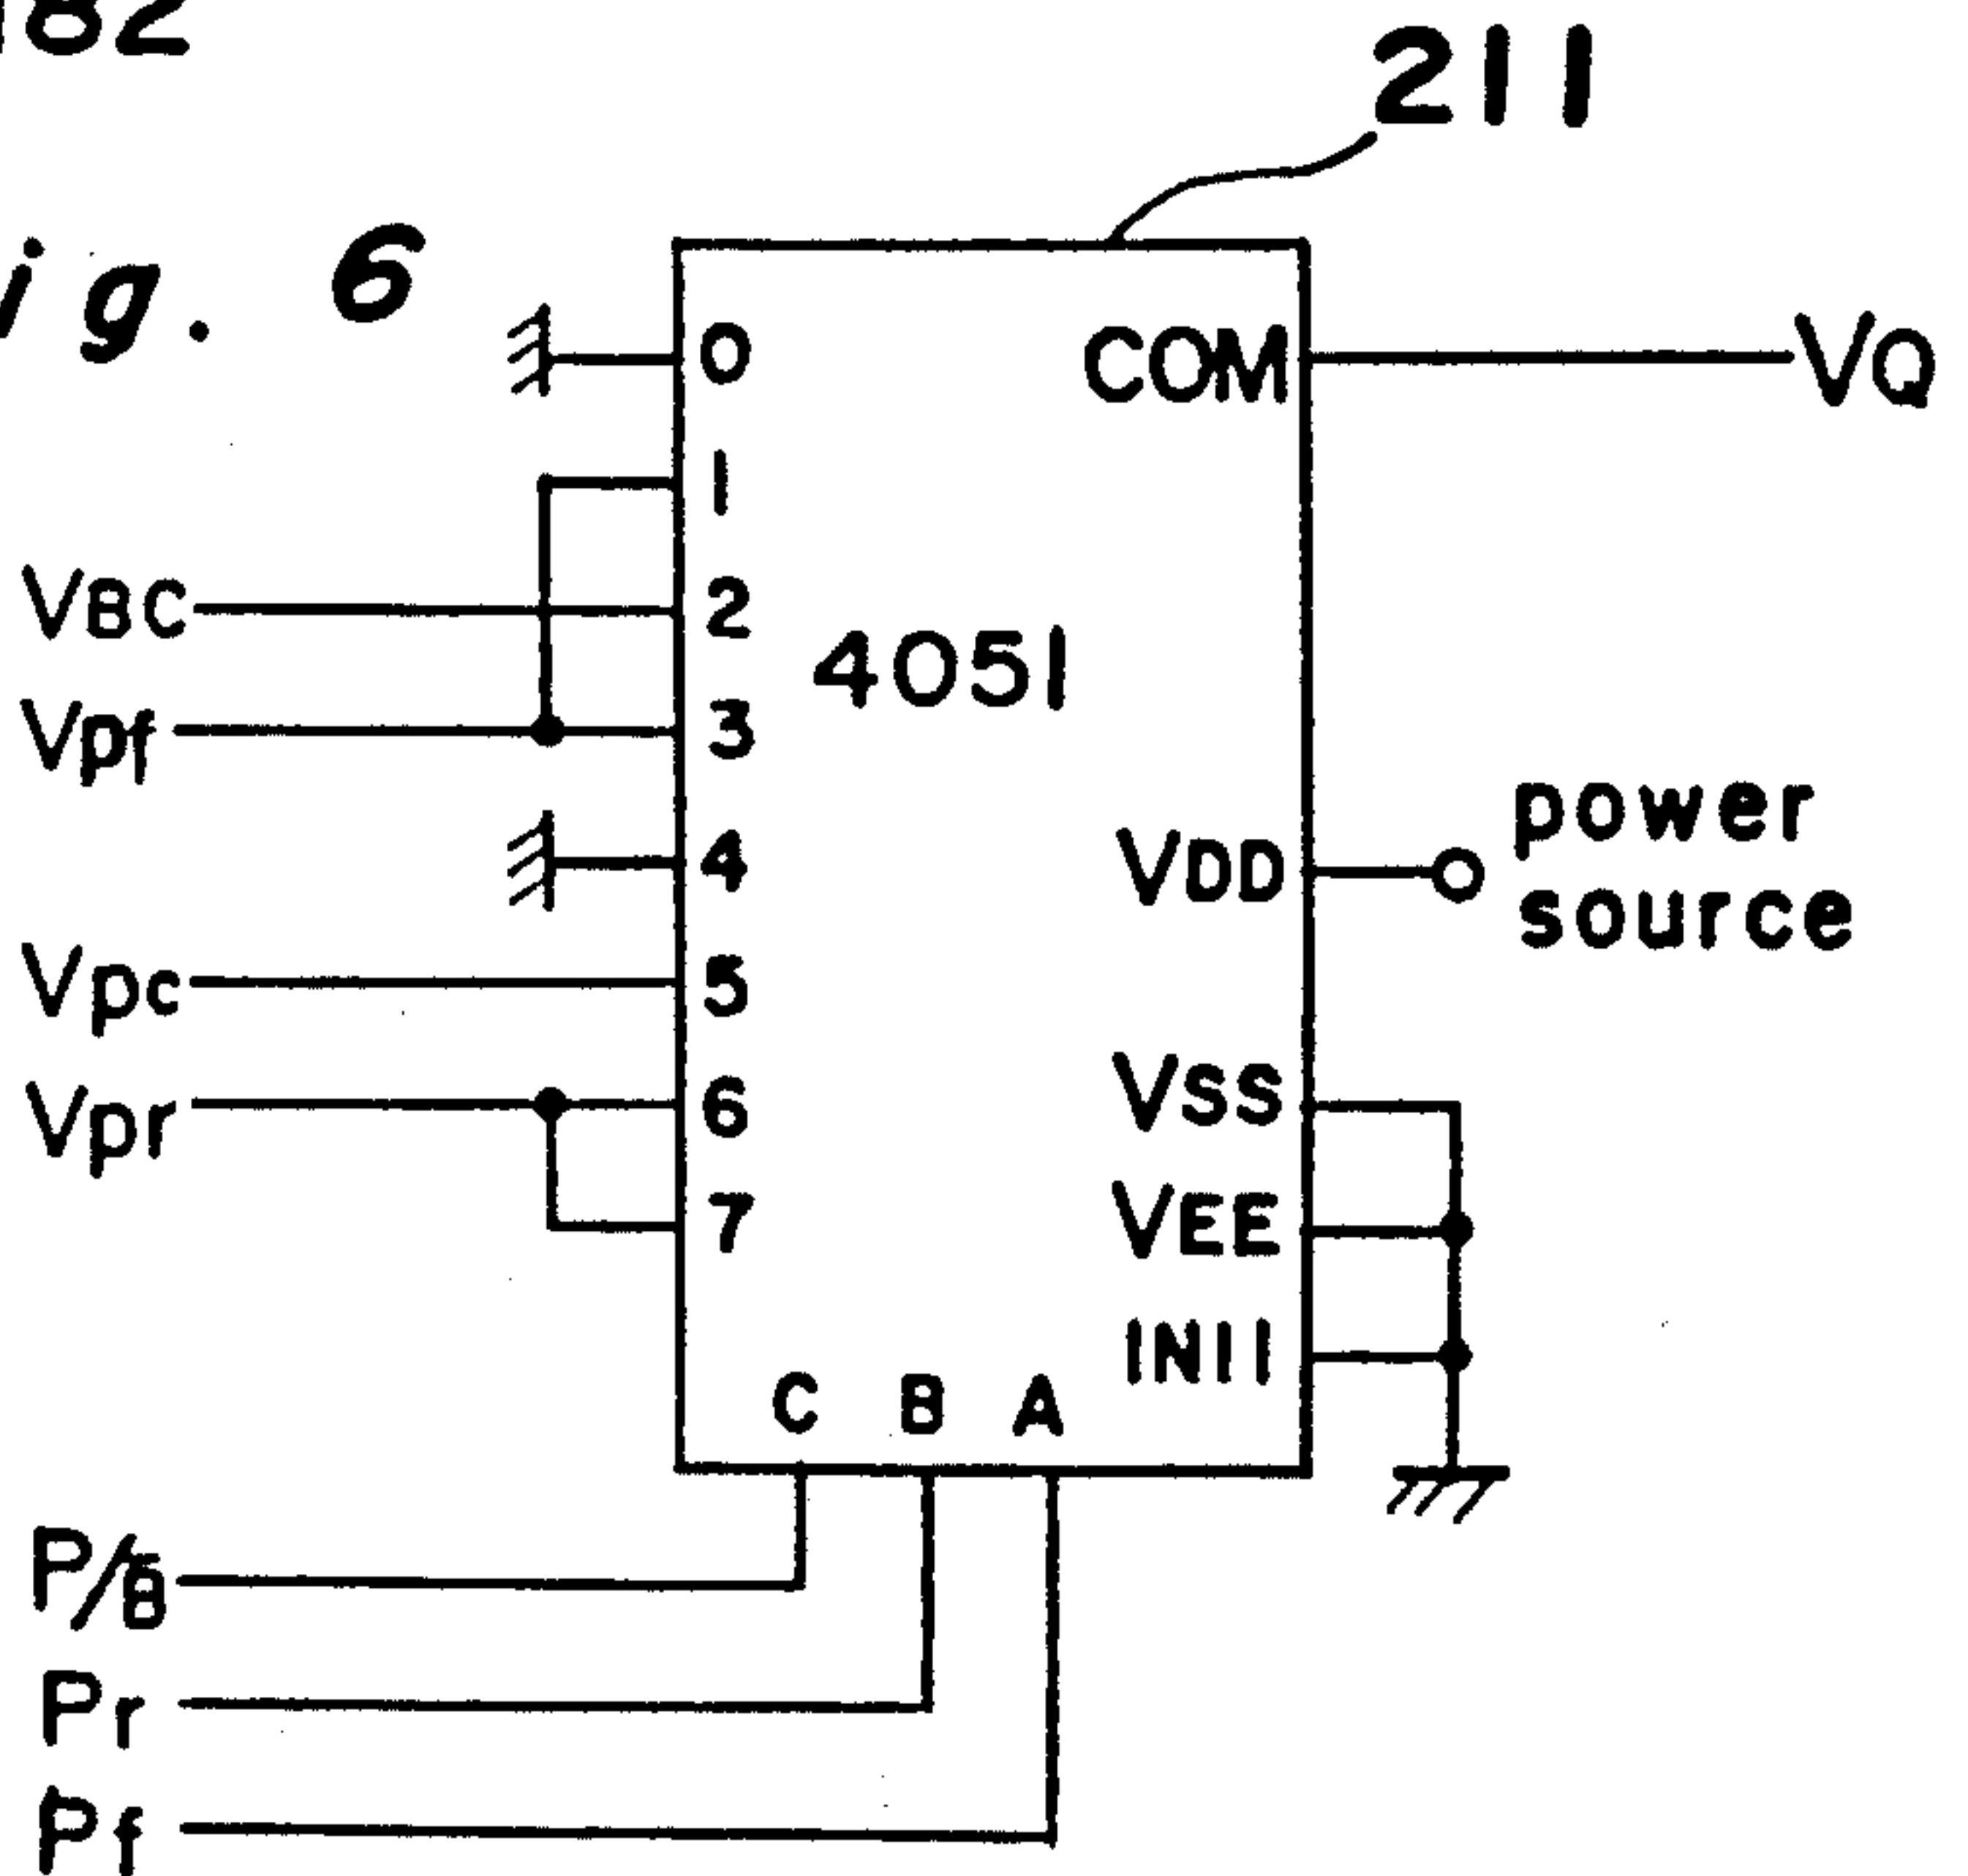 82
211
ig. 6
0
COM
VQ
1
VBC
2
4051
Vpf
3
4
VDD
power
source
Vpc
5
Vpr
6
VSS
7
VEE
INII
C B A
P/B
Pr
Pf